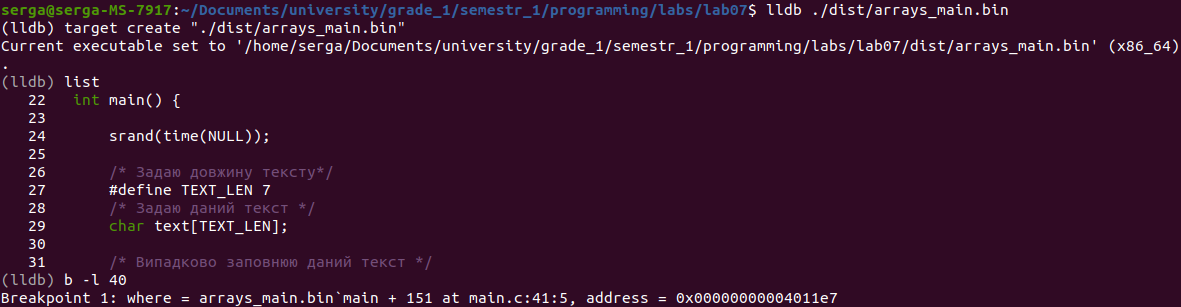 serga@serga-MS-7917:~/Documents/university/grade_1/semestr_1/programming/labs/lab07$ lldb ./dist/arrays_main.bin
(lldb) target create "./dist/arrays_main.bin"
Current executable set to '/home/serga/Documents/university/grade_1/semestr_1/programming/labs/lab07/dist/arrays_main.bin' (x86_64)
.
(lldb) list
   22   int main() {
   23
   24       srand(time(NULL));
   25
   26       /* Задаю довжину тексту*/
   27       #define TEXT_LEN 7
   28       /* Задаю даний текст */
   29       char text[TEXT_LEN];
   30
   31       /* Випадково заповнюю даний текст */
(lldb) b -l 40
Breakpoint 1: where = arrays_main.bin`main + 151 at main.c:41:5, address = 0x00000000004011e7